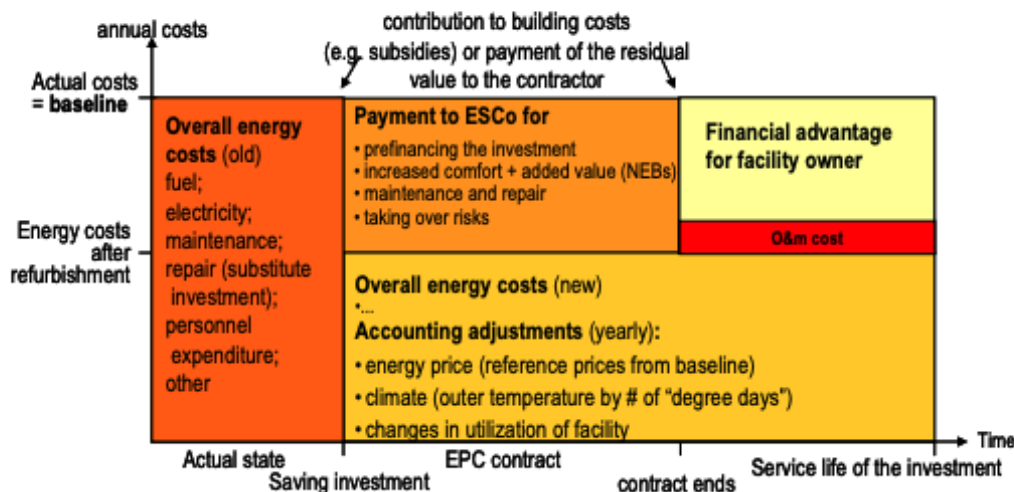 annual costs
contribution to building costs
(e.g. subsidies) or payment of the residual
value to the contractor
Actual costs
= baseline
Energy costs
after
refurbishment
Overall energy
costs (old)
fuel;
electricity;
maintenance;
repair (substitute
investment);
personnel
expenditure;
other
Payment to ESCo for
• prefinancing the investment
• increased comfort + added value (NEBs)
• maintenance and repair
• taking over risks
Financial advantage
for facility owner
O&m cost
Overall energy costs (new)
•...
Accounting adjustments (yearly):
• energy price (reference prices from baseline)
• climate (outer temperature by # of “degree days”)
• changes in utilization of facility
Time
Actual state
Saving investment
EPC contract
contract ends
Service life of the investment